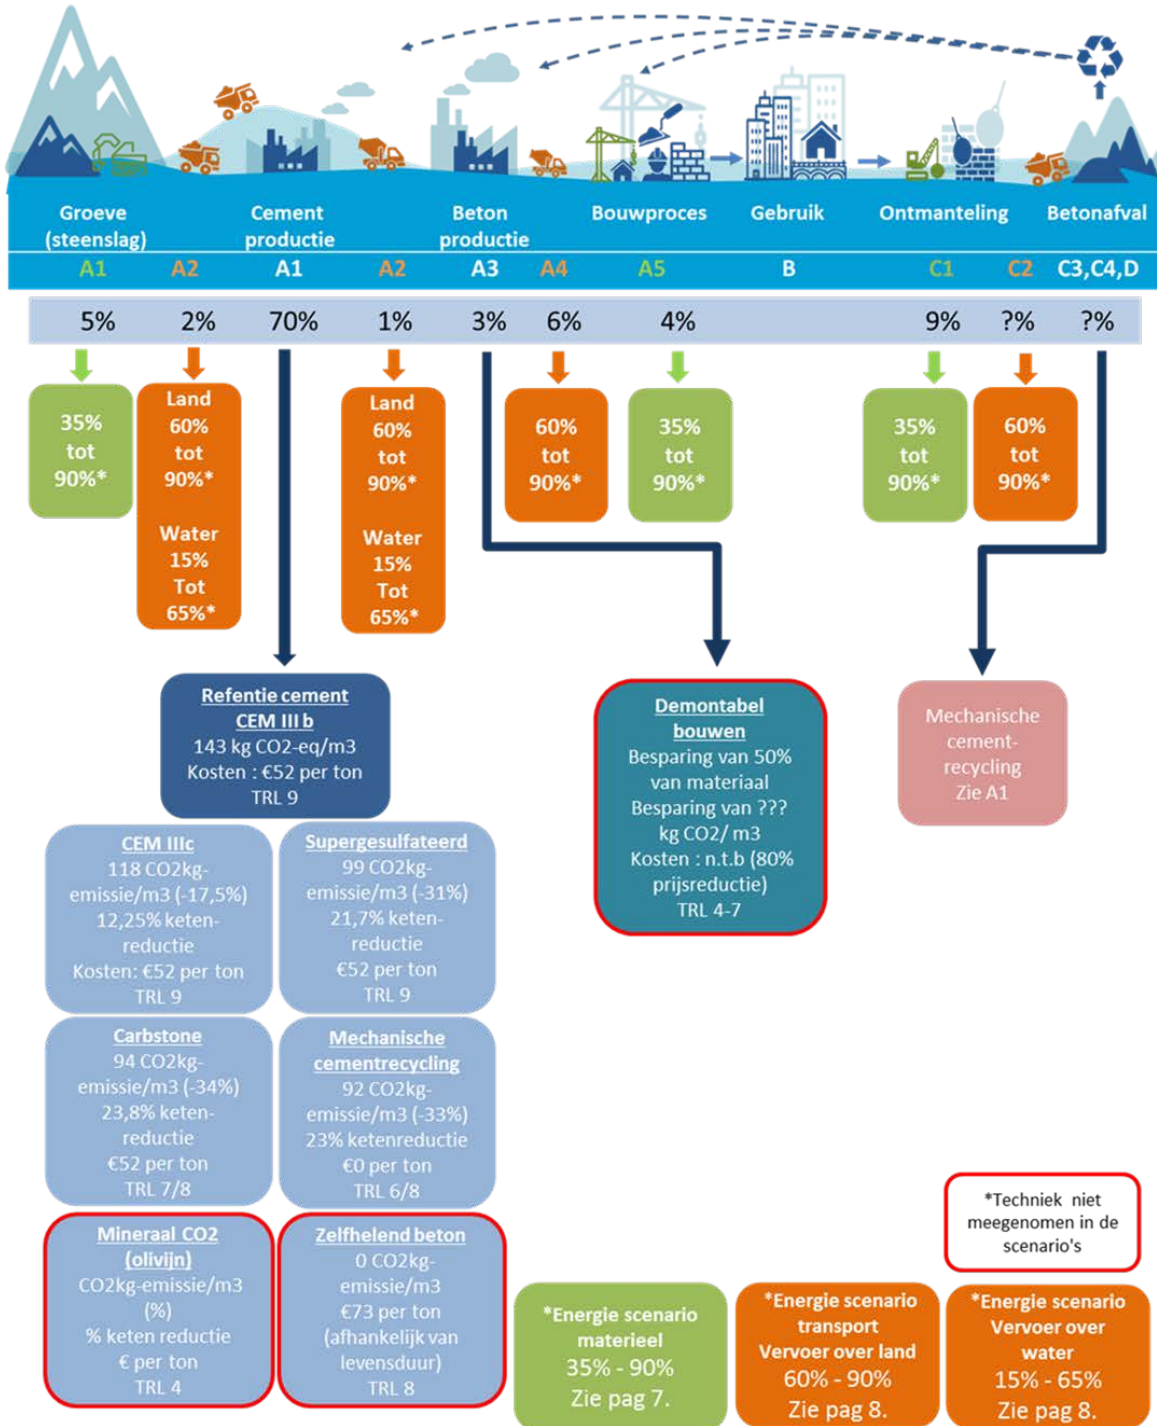 Groeve
(steenslag)
Cement
productie
Beton
productie
Bouwproces
Gebruik
Ontmanteling
Betonafval
A1
A2
A1
A2
A3
A4
A5
B
C1
C2
C3,C4,D
5%
2%
70%
1%
3%
6%
4%
9%
?%
?%
35%
tot
90%*
Land
60%
tot
90%*
Water
15%
Tot
65%*
Land
60%
tot
90%*
Water
15%
Tot
65%*
60%
tot
90%*
35%
tot
90%*
35%
tot
90%*
60%
tot
90%*
Refentie cement
CEM III b
143 kg CO2-eq/m3
Kosten : €52 per ton
TRL 9
Demontabel
bouwen
Besparing van 50%
van materiaal
Besparing van ???
kg CO2/ m3
Kosten : n.t.b (80%
prijsreductie)
TRL 4-7
Mechanische
cement-
recycling
Zie A1
CEM IIIc
118 CO2kg-
emissie/m3 (-17,5%)
12,25% keten-
reductie
Kosten: €52 per ton
TRL 9
Supergesulfateerd
99 CO2kg-
emissie/m3 (-31%)
21,7% keten-
reductie
€52 per ton
TRL 9
Carbstone
94 CO2kg-
emissie/m3 (-34%)
23,8% keten-
reductie
€52 per ton
TRL 7/8
Mechanische
cementrecycling
92 CO2kg-
emissie/m3 (-33%)
23% ketenreductie
€0 per ton
TRL 6/8
Mineraal CO2
(olivijn)
CO2kg-emissie/m3
(%)
% keten reductie
€ per ton
TRL 4
Zelfhelend beton
0 CO2kg-
emissie/m3
€73 per ton
(afhankelijk van
levensduur)
TRL 8
*Techniek niet
meegenomen in de
scenario's
*Energie scenario
materieel
35% - 90%
Zie pag 7.
*Energie scenario
transport
Vervoer over land
60% - 90%
Zie pag 8.
*Energie scenario
Vervoer over
water
15% - 65%
Zie pag 8.